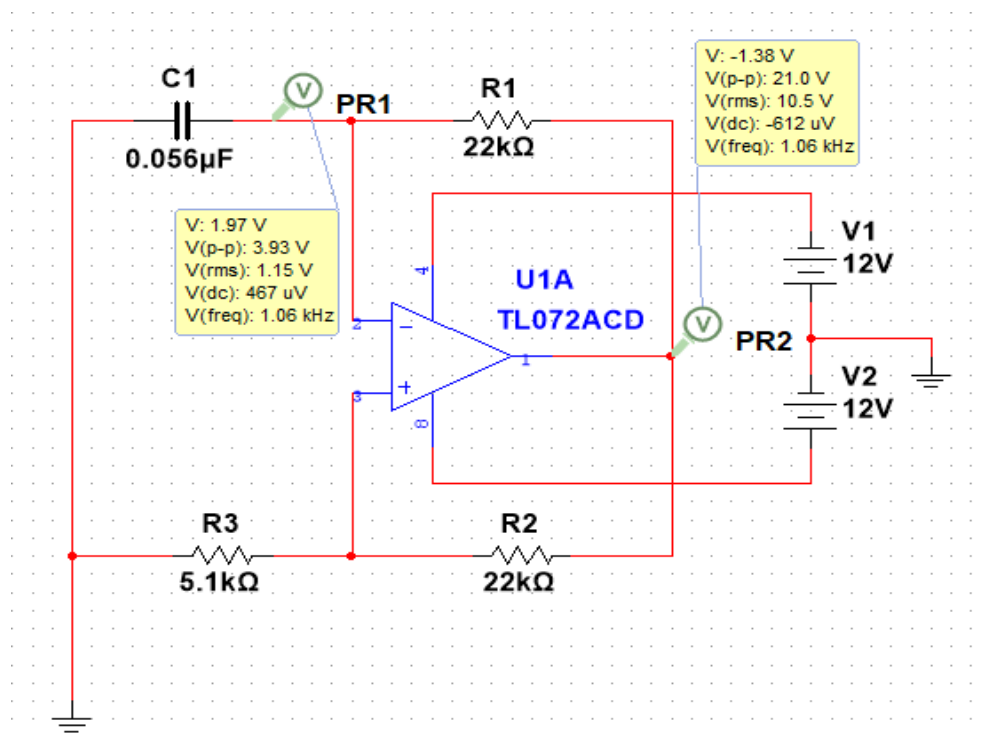 C1
0.056µF
V
PR1
R1
22kΩ
V: -1.38 V
V(p-p): 21.0 V
V(rms): 10.5 V
V(dc): -612 uV
V(freq): 1.06 kHz
V: 1.97 V
V(p-p): 3.93 V
V(rms): 1.15 V
V(dc): 467 uV
V(freq): 1.06 kHz
4
U1A
TL072ACD
2
3
1
8
V
PR2
V1
12V
V2
12V
R3
5.1kΩ
R2
22kΩ